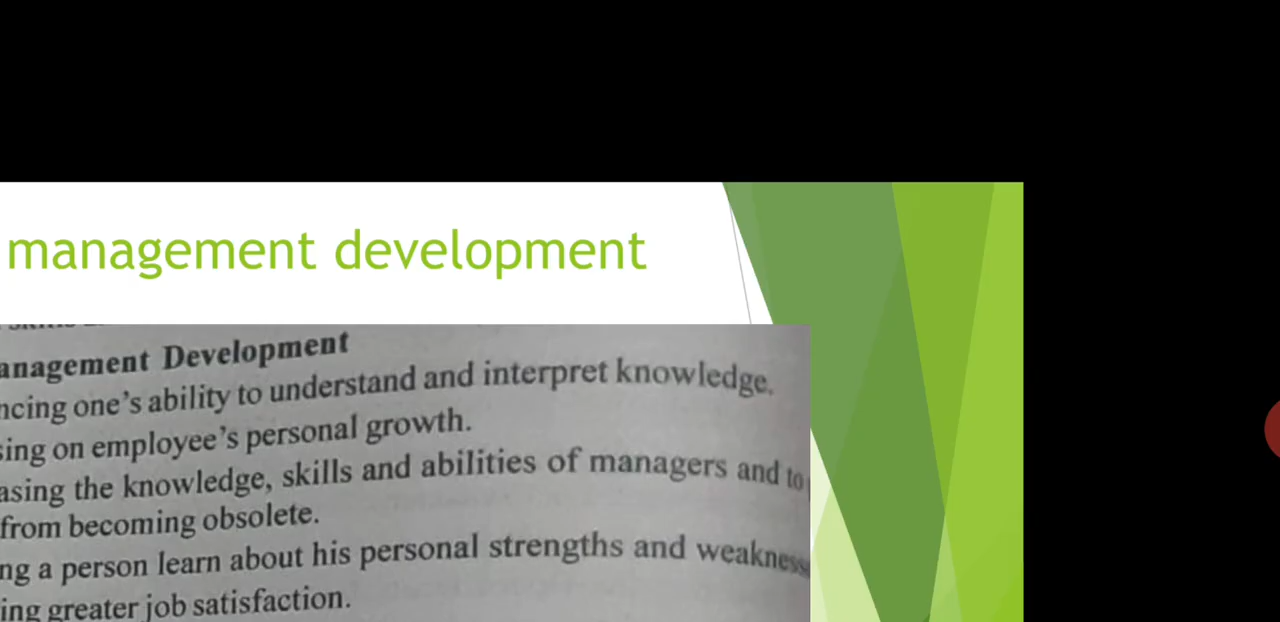 management development
anagement Development
ncing one's ability to understand and interpret knowledge.
sing on employee's personal growth.
asing the knowledge, skills and abilities of managers and to
from becoming obsolete.
ng a person learn about his personal strengths and weakness
ing greater job satisfaction.